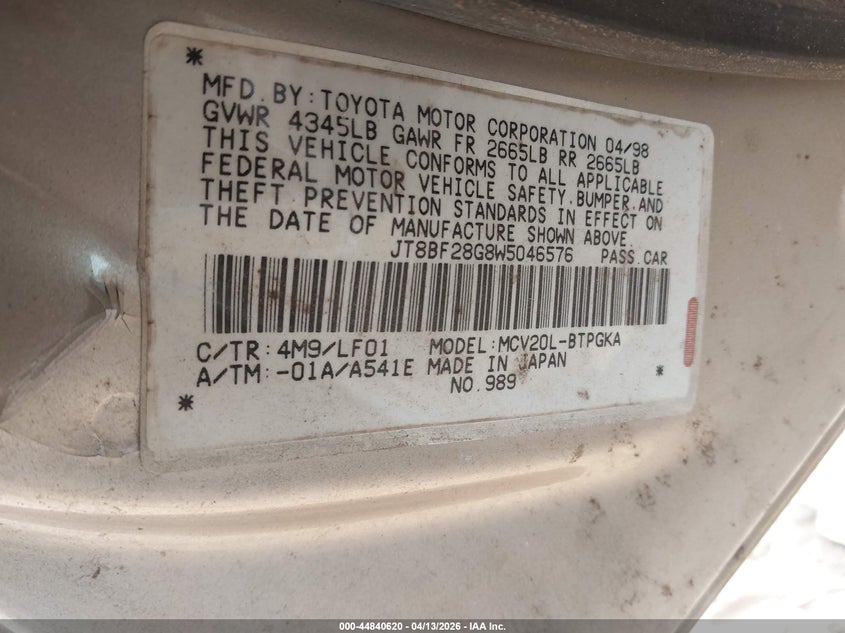 *
MFD. BY: TOYOTA MOTOR CORPORATION 04/98
GVWR 4345LB GAWR FR 2665LB RR 2665LB
THIS VEHICLE CONFORMS TO ALL APPLICABLE
FEDERAL MOTOR VEHICLE SAFETY, BUMPER, AND
THEFT PREVENTION STANDARDS IN EFFECT ON
THE DATE OF MANUFACTURE SHOWN ABOVE.
JT8BF28G8W5046576 PASS. CAR
C/TR: 4M9/LF01 MODEL: MCV20L-BTPGKA
A/TM: -01A/A541E MADE IN JAPAN *
* NO. 989
000-44840620 - 04/13/2026 - IAA Inc.